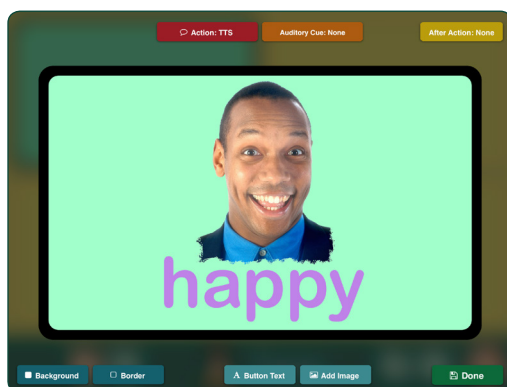 Action: TTS
Auditory Cue: None
After Action: None
happy
Background
Border
A Button Text
Add Image
Done